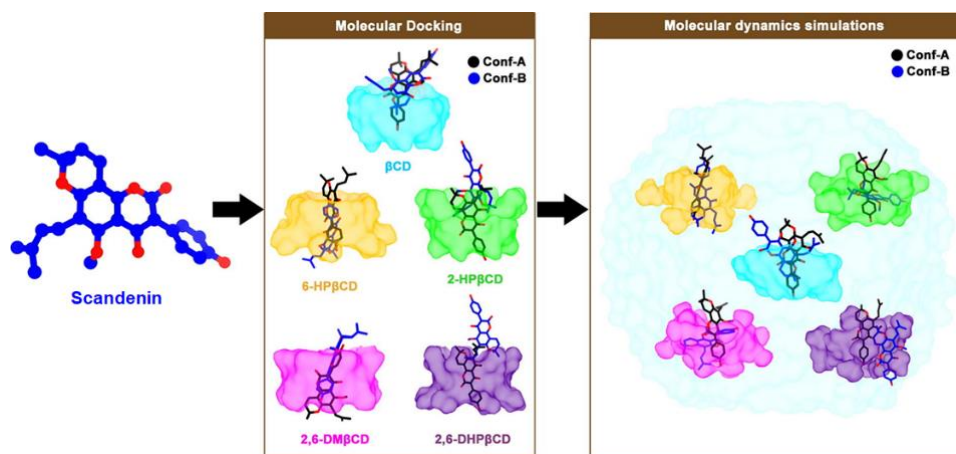 Molecular Docking
Conf-A
Conf-B
βCD
6-HPβCD
2-HPβCD
2,6-DMβCD
2,6-DHPβCD
Scandenin
Molecular dynamics simulations
Conf-A
Conf-B